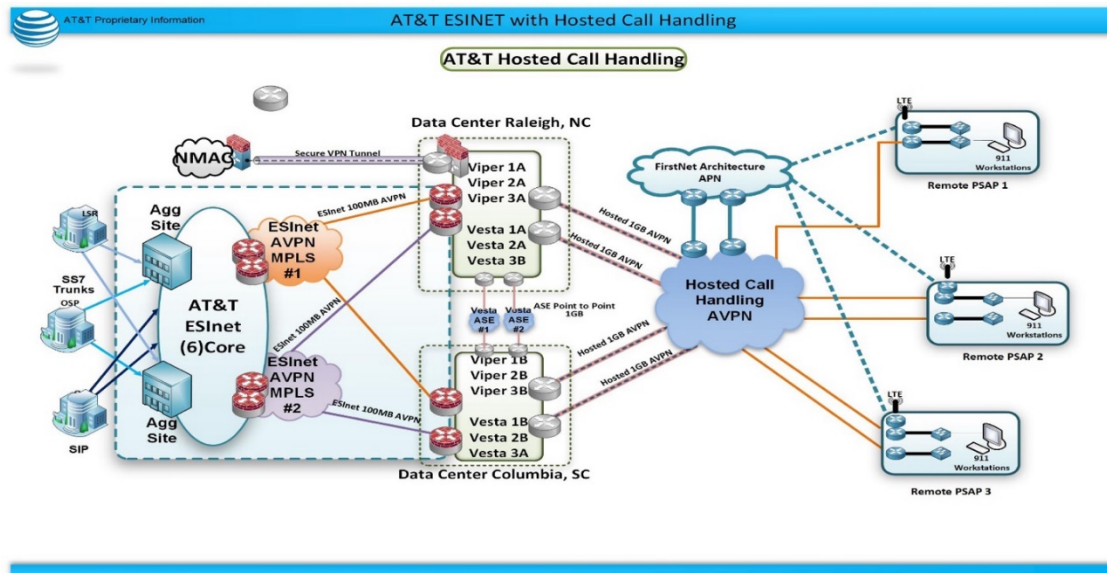 AT&T Proprietary Information
AT&T ESINET with Hosted Call Handling
AT&T Hosted Call Handling
Data Center Raleigh, NC
NMAC
Secure VPN Tunnel
Viper 1A
Viper 2A
Viper 3A
Vesta 1A
Vesta 2A
Vesta 3B
LSR
SS7
Trunks
OSP
SIP
Agg
Site
AT&T
ESInet
(6)Core
Agg
Site
ESInet
AVPN
MPLS
#1
ESInet
AVPN
MPLS
#2
ESInet 100MB AVPN
ESInet 100MB AVPN
ESInet 100MB AVPN
Vesta
ASE
#1
Vesta
ASE
#2
ASE Point to Point
1GB
Viper 1B
Viper 2B
Viper 3B
Vesta 1B
Vesta 2B
Vesta 3A
Data Center Columbia, SC
Hosted 1GB AVPN
Hosted 1GB AVPN
Hosted 1GB AVPN
Hosted 1GB AVPN
FirstNet Architecture
APN
Hosted Call
Handling
AVPN
LTE
911
Workstations
Remote PSAP 1
LTE
911
Workstations
Remote PSAP 2
LTE
911
Workstations
Remote PSAP 3